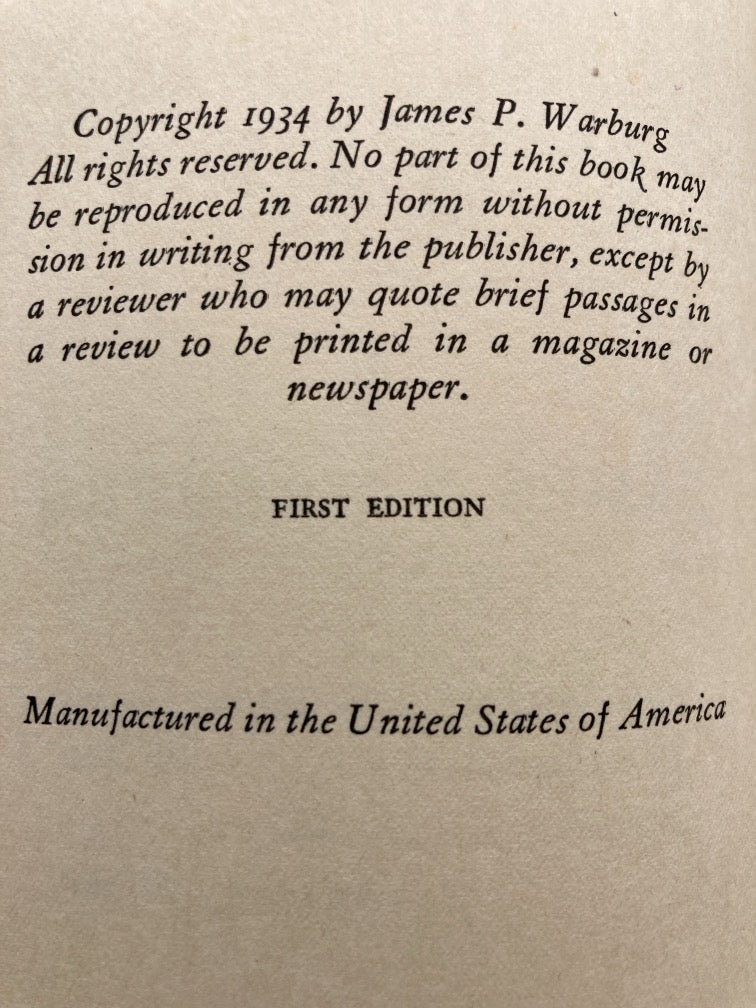 Copyright 1934 by James P. Warburg
All rights reserved. No part of this book may
be reproduced in any form without permis-
sion in writing from the publisher, except by
a reviewer who may quote brief passages in
a review to be printed in a magazine or
newspaper.
FIRST EDITION
Manufactured in the United States of America